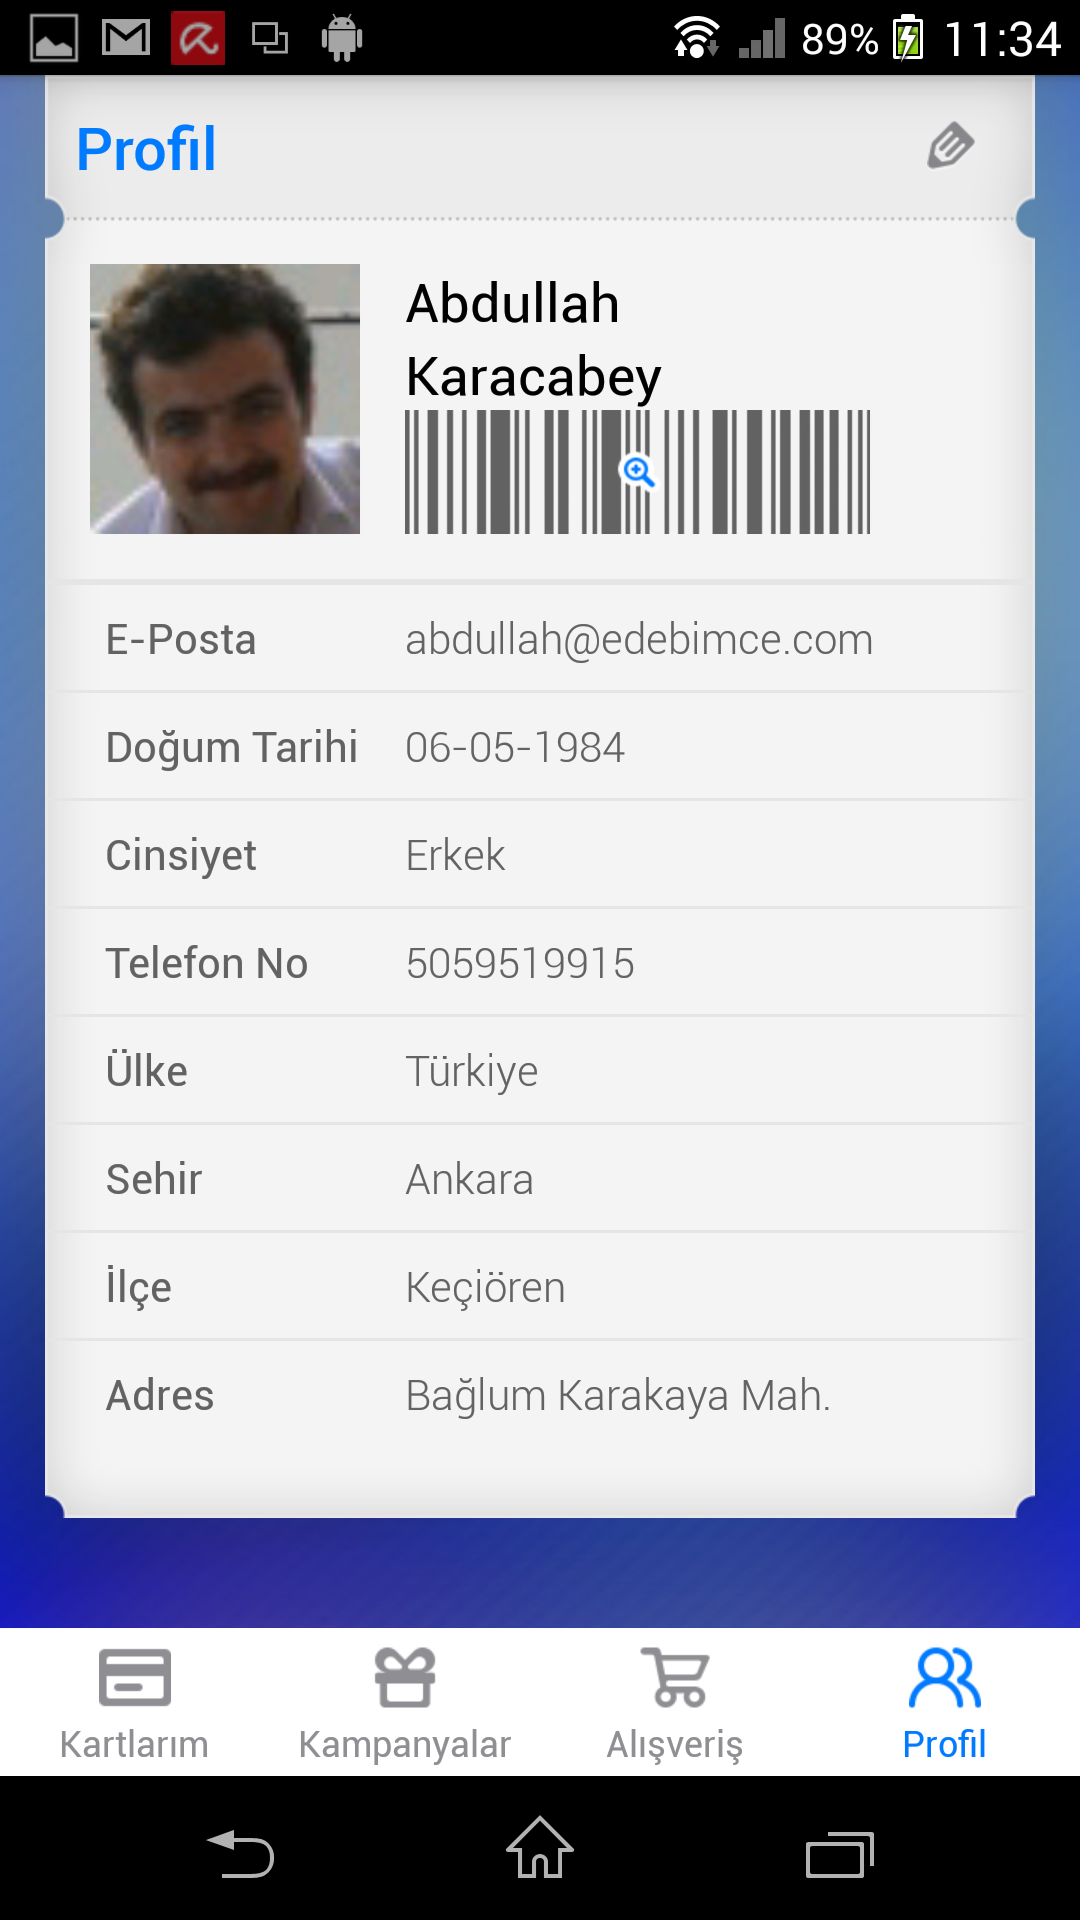 89% 11:34
Profil
Abdullah
Karacabey
E-Posta abdullah@edebimce.com
Doğum Tarihi 06-05-1984
Cinsiyet Erkek
Telefon No 5059519915
Ülke Türkiye
Sehir Ankara
İlçe Keçiören
Adres Bağlum Karakaya Mah.
Kartlarım Kampanyalar Alışveriş Profil